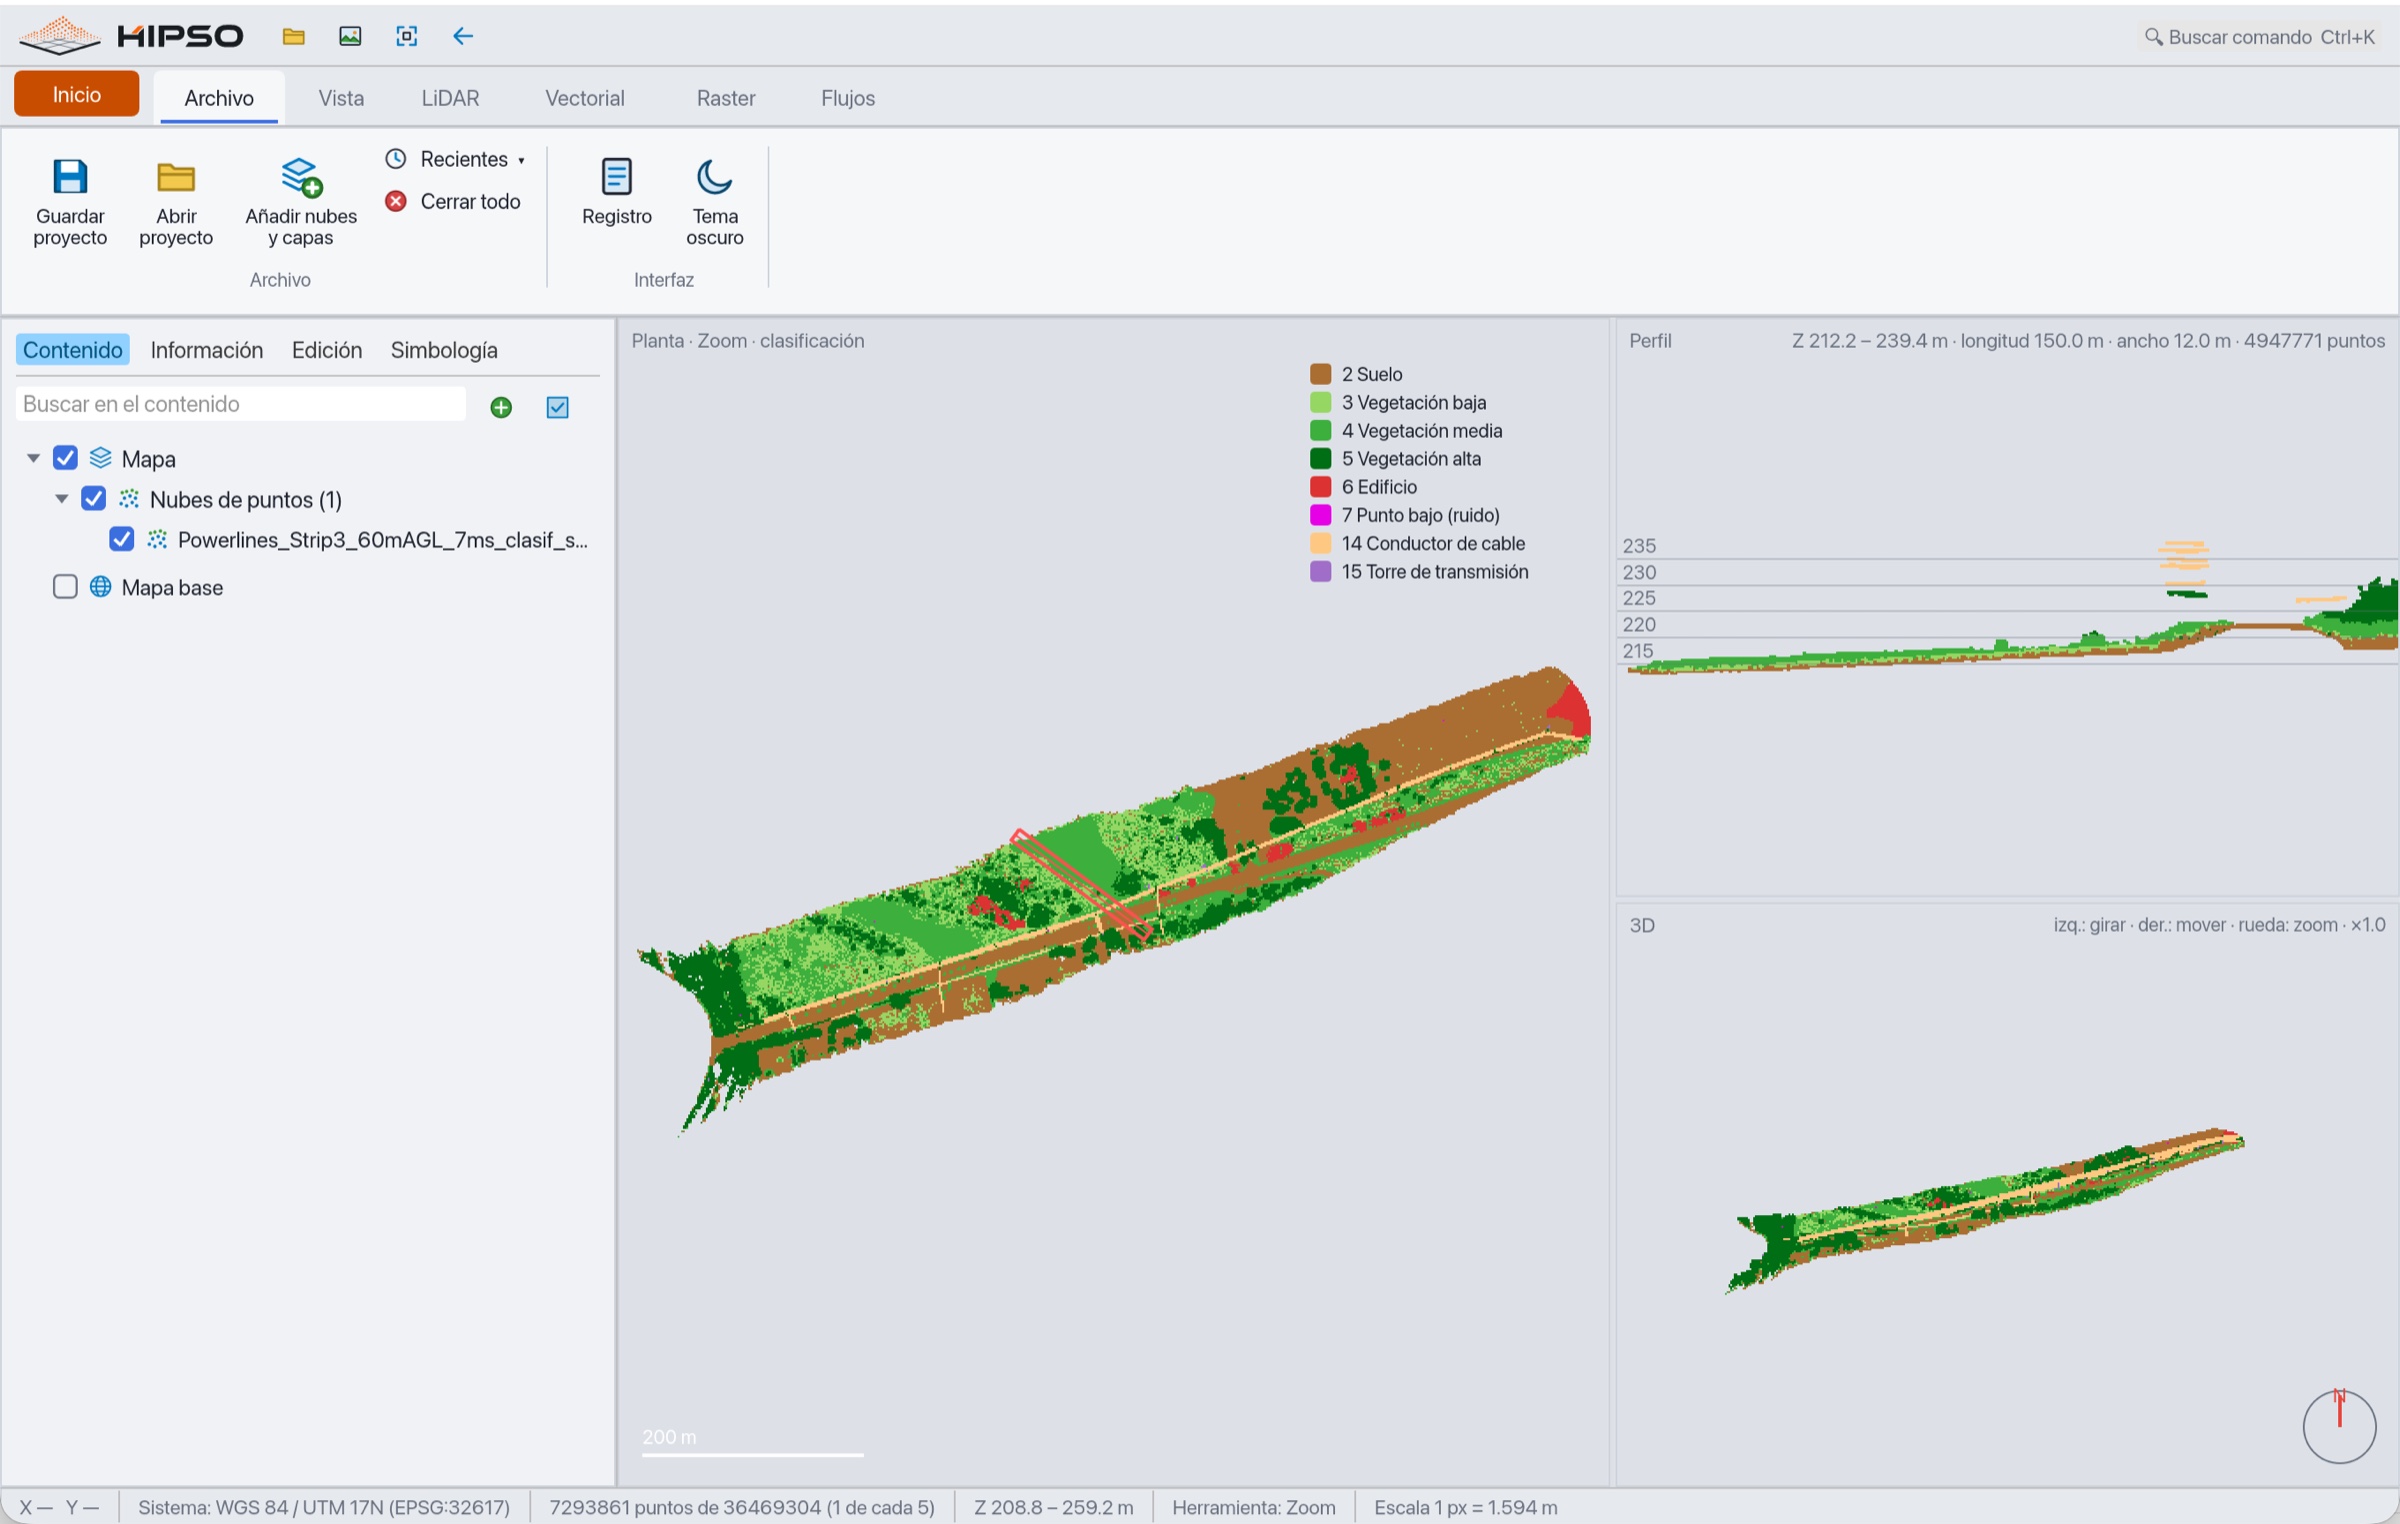 HIPSO
Buscar comando Ctrl+K
Inicio
Archivo
Vista
LiDAR
Vectorial
Raster
Flujos
Guardar
proyecto
Abrir
proyecto
Añadir nubes
y capas
Recientes
Cerrar todo
Archivo
Registro
Tema
oscuro
Interfaz
Contenido
Información
Edición
Simbología
Buscar en el contenido
Mapa
Nubes de puntos (1)
Powerlines_Strip3_60mAGL_7ms_clasif_s...
Mapa base
Planta · Zoom · clasificación
2 Suelo
3 Vegetación baja
4 Vegetación media
5 Vegetación alta
6 Edificio
7 Punto bajo (ruido)
14 Conductor de cable
15 Torre de transmisión
200 m
Perfil
Z 212.2 – 239.4 m · longitud 150.0 m · ancho 12.0 m · 4947771 puntos
235
230
225
220
215
3D
izq.: girar · der.: mover · rueda: zoom · ×1.0
N
X — Y —
Sistema: WGS 84 / UTM 17N (EPSG:32617)
7293861 puntos de 36469304 (1 de cada 5)
Z 208.8 – 259.2 m
Herramienta: Zoom
Escala 1 px = 1.594 m